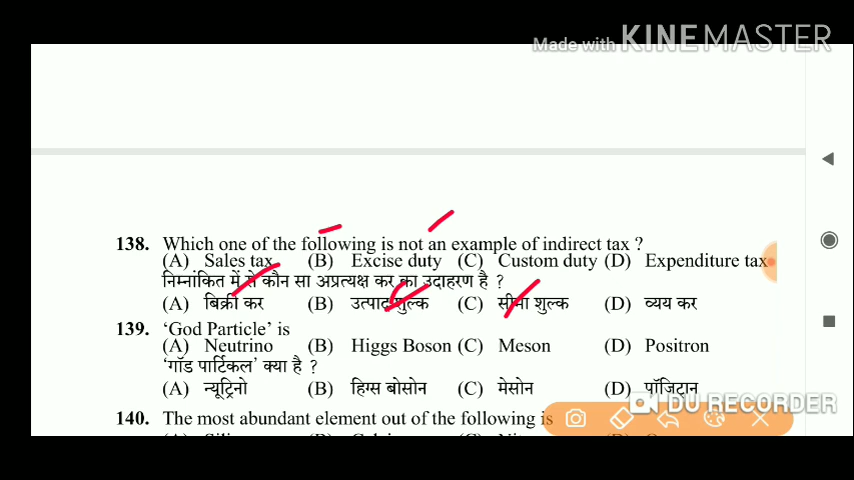 Made with KINEMASTER
138. Which one of the following is not an example of indirect tax ?
(A) Sales tax (B) Excise duty (C) Custom duty (D) Expenditure tax
निम्नांकित में से कौन सा अप्रत्यक्ष कर का उदाहरण है ?
(A) बिक्री कर (B) उत्पाद शुल्क (C) सीमा शुल्क (D) व्यय कर
139. ‘God Particle’ is
(A) Neutrino (B) Higgs Boson (C) Meson (D) Positron
‘गॉड पार्टिकल’ क्या है ?
(A) न्यूट्रिनो (B) हिग्स बोसोन (C) मेसोन (D) पॉजिट्रान
DU RECORDER
140. The most abundant element out of the following is